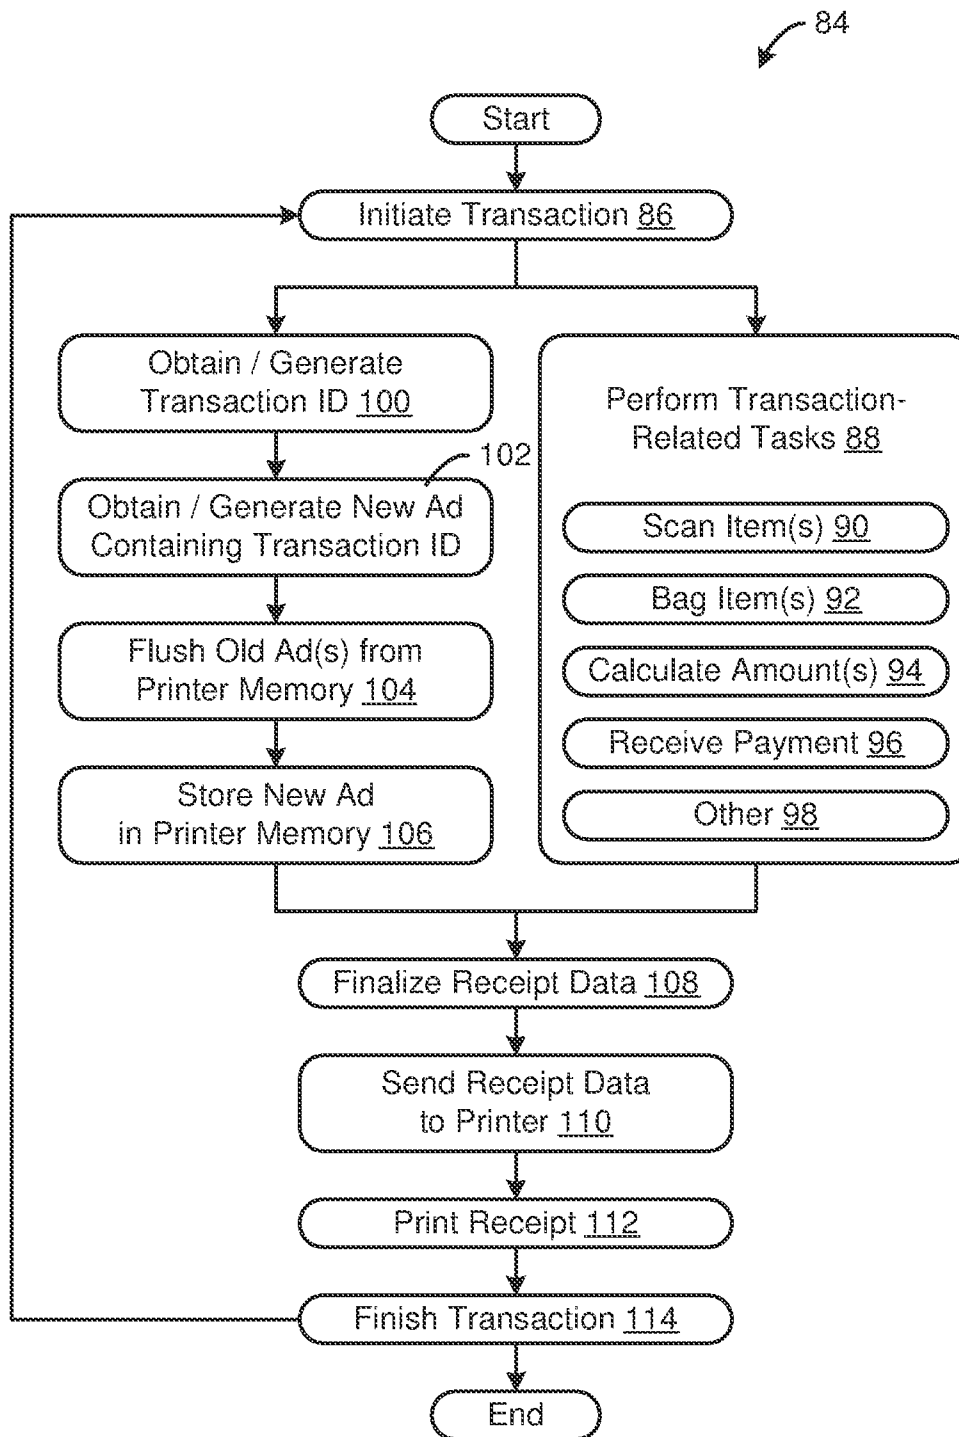 84
Start
Initiate Transaction 86
Obtain / Generate
Transaction ID 100
102
Obtain / Generate New Ad
Containing Transaction ID
Flush Old Ad(s) from
Printer Memory 104
Store New Ad
in Printer Memory 106
Perform Transaction-
Related Tasks 88
Scan Item(s) 90
Bag Item(s) 92
Calculate Amount(s) 94
Receive Payment 96
Other 98
Finalize Receipt Data 108
Send Receipt Data
to Printer 110
Print Receipt 112
Finish Transaction 114
End